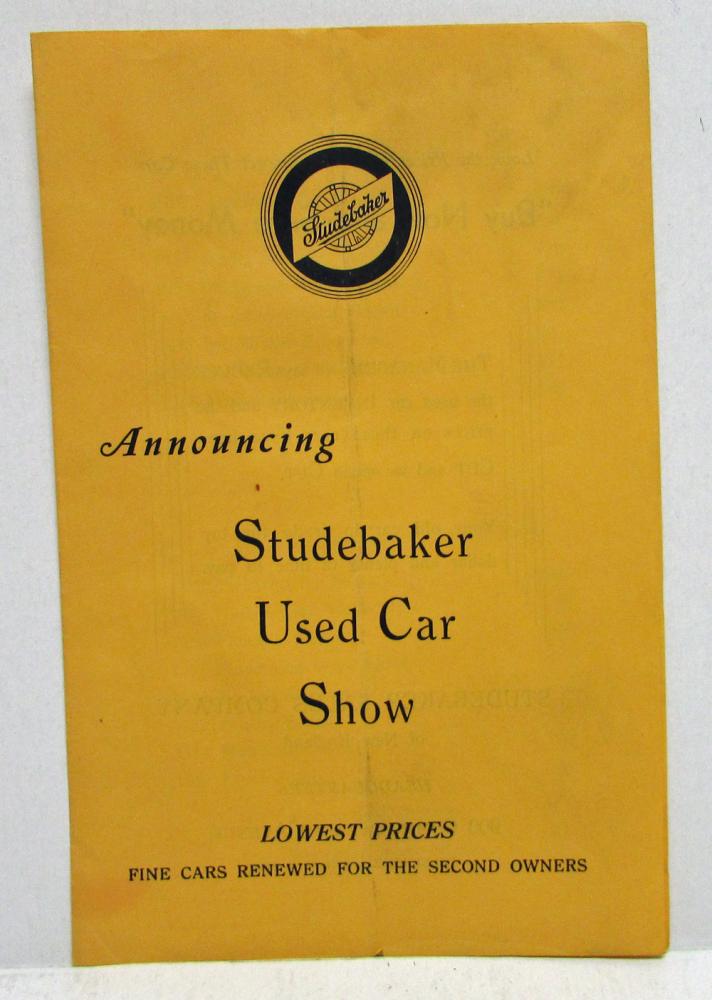 Studebaker
Announcing
Studebaker
Used Car
Show
LOWEST PRICES
FINE CARS RENEWED FOR THE SECOND OWNERS